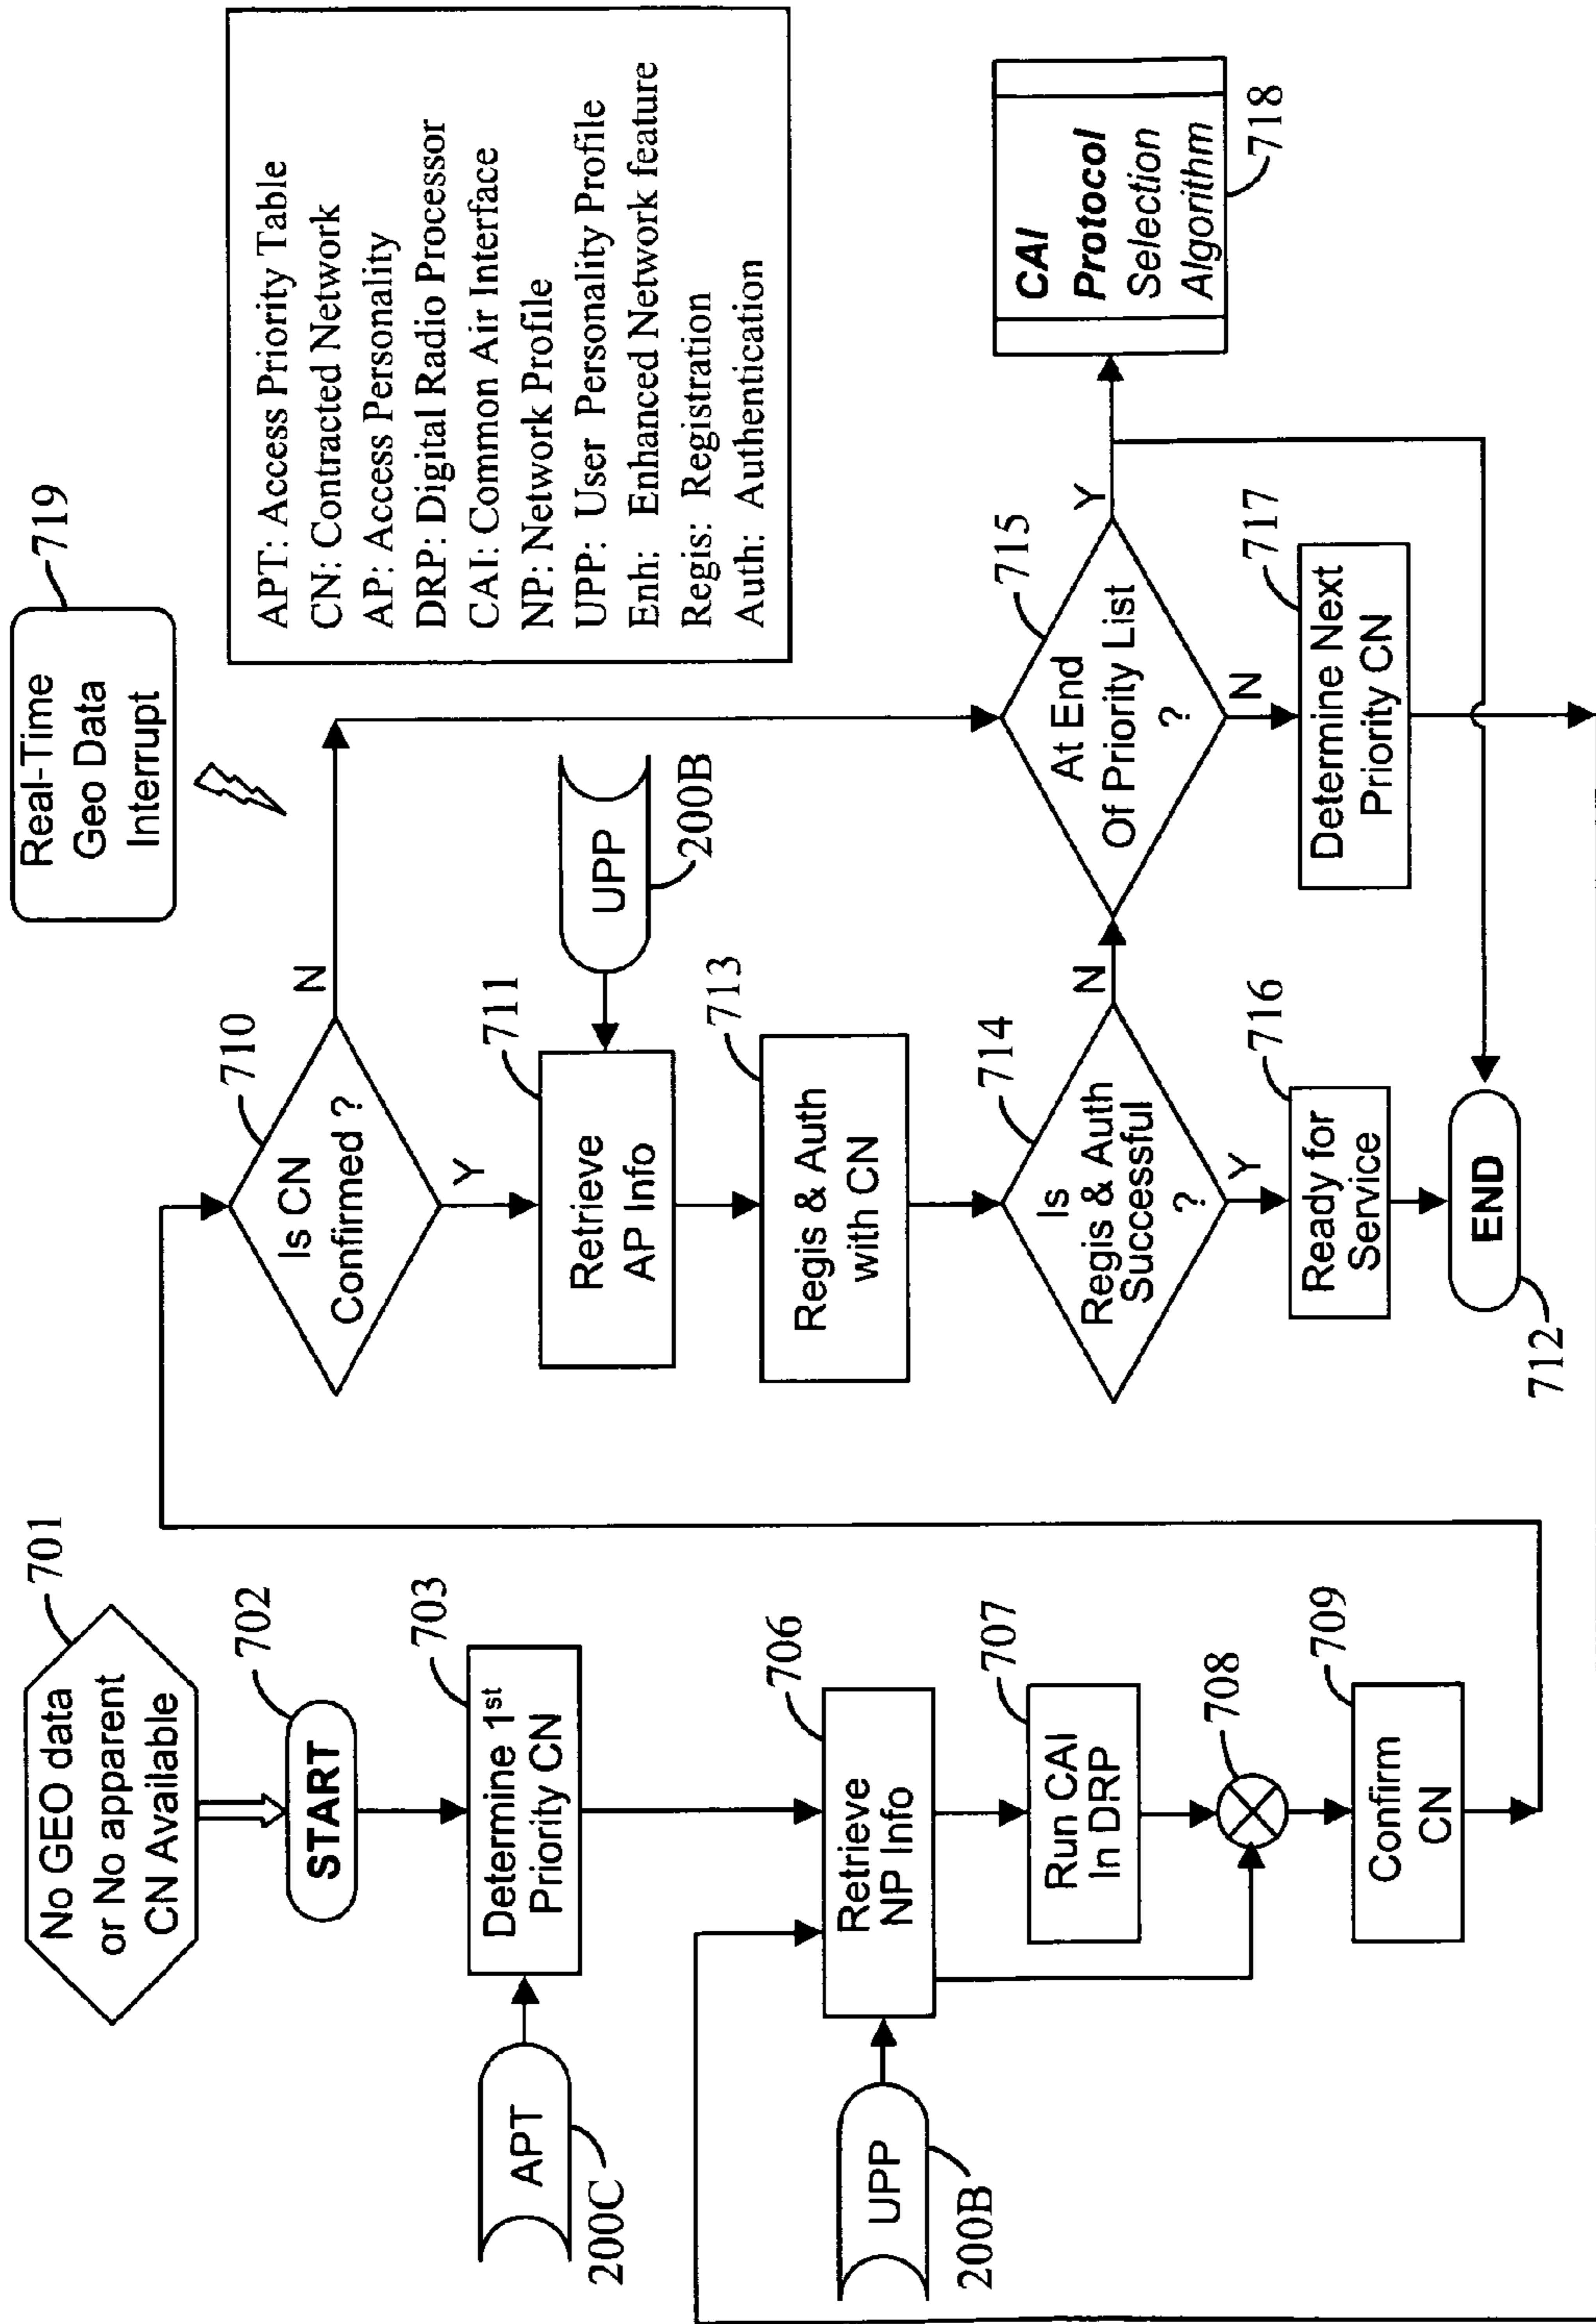 No GEO data
or No apparent
CN Available
701
START
702
Determine 1st
Priority CN
703
APT
200C
Retrieve
NP Info
706
UPP
200B
Run CAI
In DRP
707
708
Confirm
CN
709
Real-Time
Geo Data
Interrupt
719
Is CN
Confirmed ?
710
N
Y
Retrieve
AP Info
711
UPP
200B
Regis & Auth
with CN
713
Is
Regis & Auth
Successful
?
714
N
Y
Ready for
Service
716
END
712
At End
Of Priority List
?
715
Y
N
Determine Next
Priority CN
717
CAI
Protocol
Selection
Algorithm
718
APT: Access Priority Table
CN: Contracted Network
AP: Access Personality
DRP: Digital Radio Processor
CAI: Common Air Interface
NP: Network Profile
UPP: User Personality Profile
Enh: Enhanced Network feature
Regis: Registration
Auth: Authentication